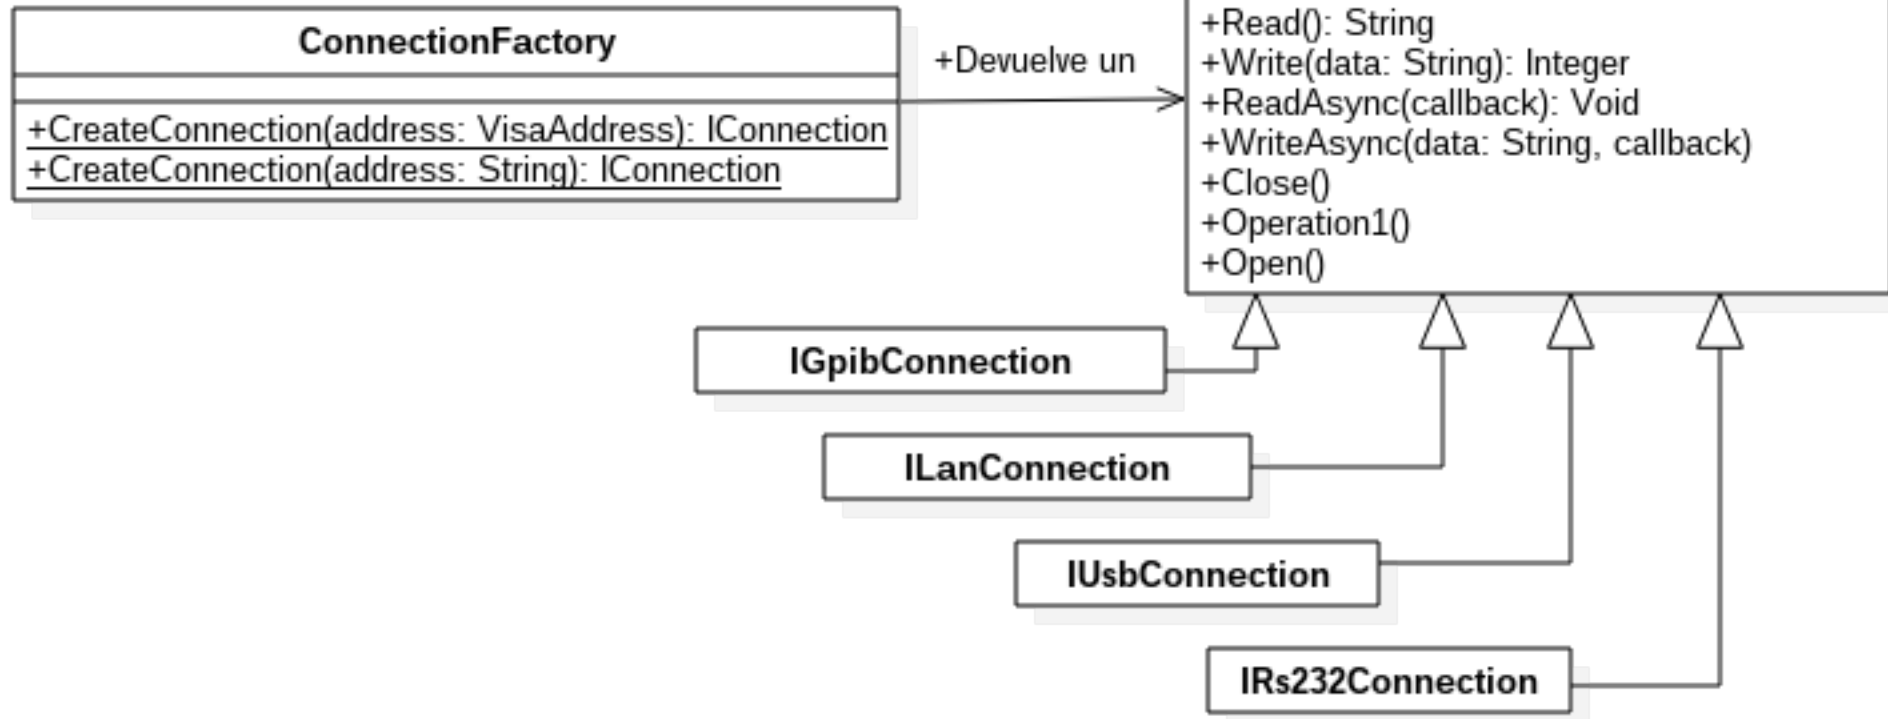 ConnectionFactory
+CreateConnection(address: VisaAddress): IConnection
+CreateConnection(address: String): IConnection
+Devuelve un
+Read(): String
+Write(data: String): Integer
+ReadAsync(callback): Void
+WriteAsync(data: String, callback)
+Close()
+Operation1()
+Open()
IGpibConnection
ILanConnection
IUsbConnection
IRs232Connection